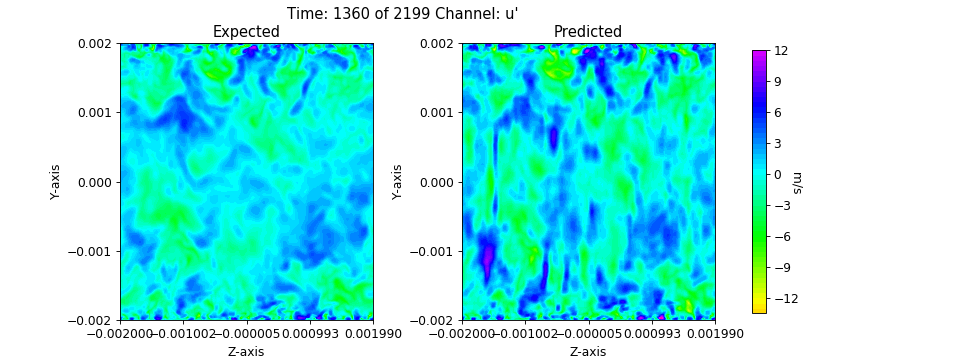 Time: 1360 of 2199 Channel: u'
Expected
Predicted
0.002
0.001
0.000
−0.001
−0.002
Y-axis
−0.002000 −0.001002 −0.000005 0.000993 0.001990
Z-axis
0.002
0.001
0.000
−0.001
−0.002
Y-axis
−0.002000 −0.001002 −0.000005 0.000993 0.001990
Z-axis
12
9
6
3
0
−3
−6
−9
−12
m/s